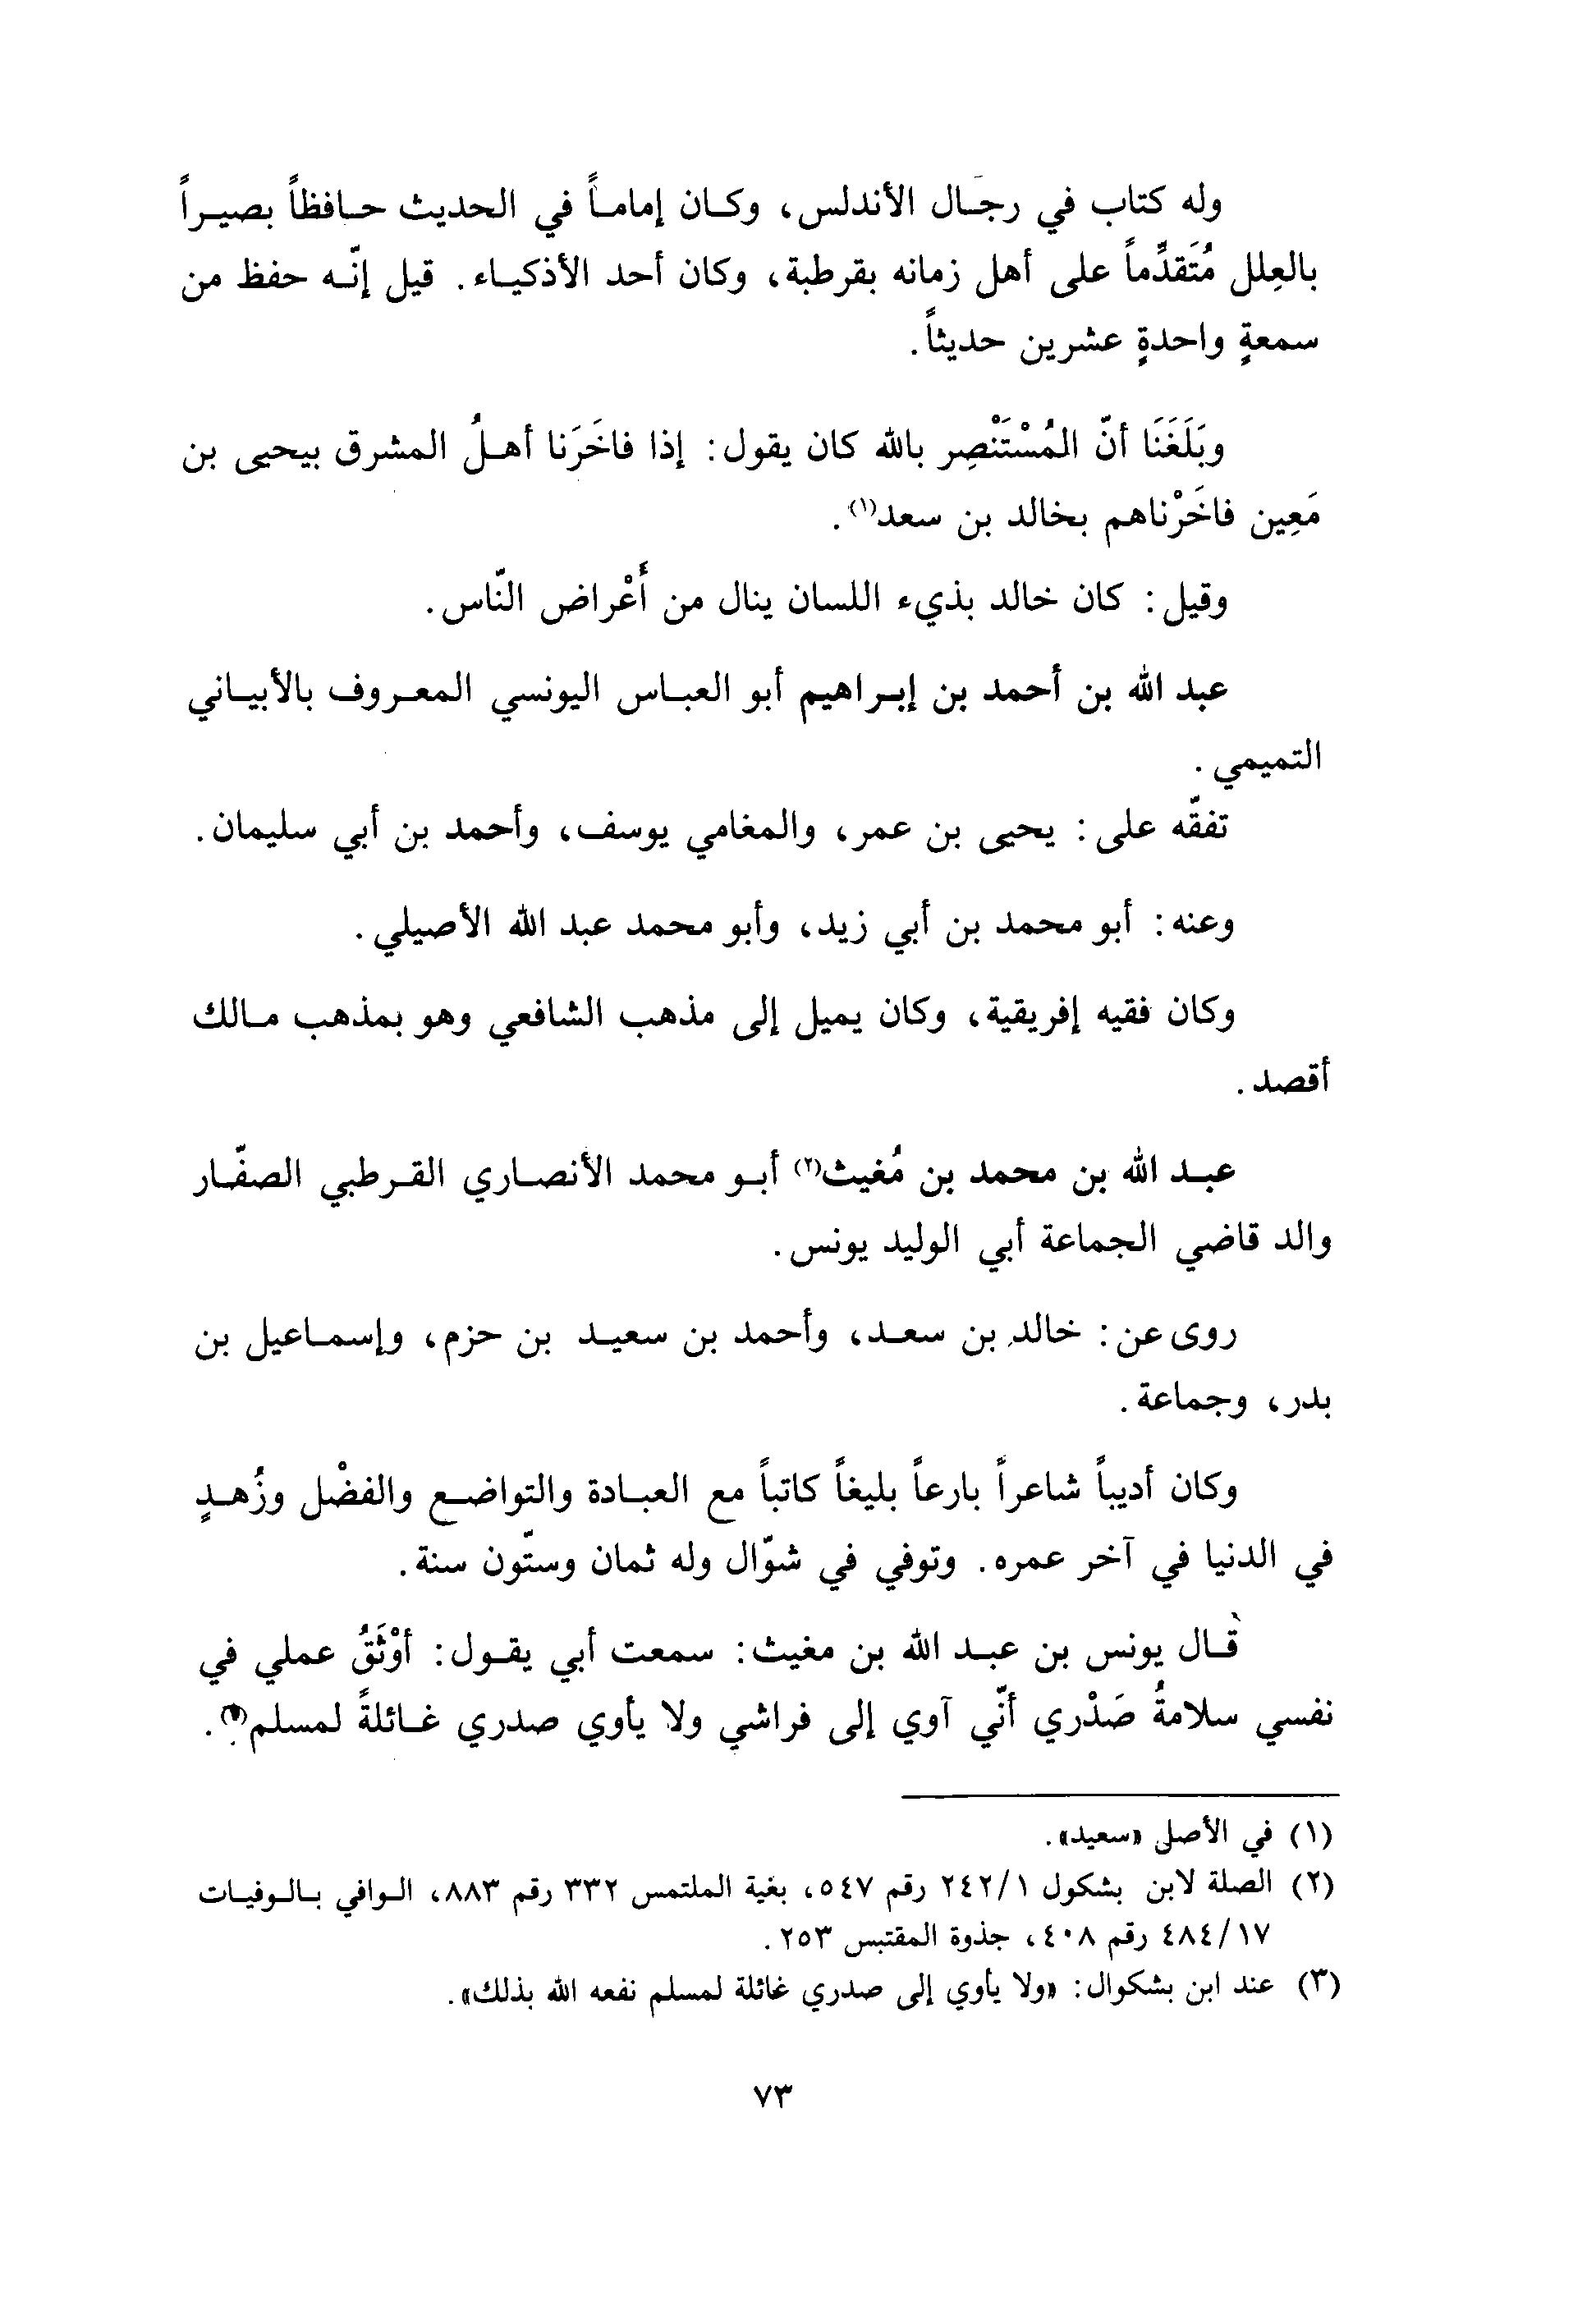 وله كتاب في رجَال الأندلس، وكان إماماً في الحديث حافظاً بصيراً
بالعِلل مُتَقدِّماً على أهل زمانه بقرطبة، وكان أحد الأذكياء. قيل إنّه حفظ من
سمعةٍ واحدةٍ عشرين حديثاً.
وبَلَغَنَا أنّ المُسْتَنْصِر بالله كان يقول: إذا فاخَرَنا أهلُ المشرق بيحيى بن
مَعِين فاخَرْناهم بخالد بن سعد(١).
وقيل: كان خالد بذيء اللسان ينال من أَعْراض النّاس.
عبد الله بن أحمد بن إبراهيم أبو العباس اليونسي المعروف بالأبياني
التميمي.
تفقّه على: يحيى بن عمر، والمغامي يوسف، وأحمد بن أبي سليمان.
وعنه: أبو محمد بن أبي زيد، وأبو محمد عبد الله الأصيلي.
وكان فقيه إفريقية، وكان يميل إلى مذهب الشافعي وهو بمذهب مالك
أقصد.
عبد الله بن محمد بن مُغيث(٢) أبو محمد الأنصاري القرطبي الصفّار
والد قاضي الجماعة أبي الوليد يونس.
روى عن: خالد بن سعد، وأحمد بن سعيد بن حزم، وإسماعيل بن
بدر، وجماعة.
وكان أديباً شاعراً بارعاً بليغاً كاتباً مع العبادة والتواضع والفضْل وزُهدٍ
في الدنيا في آخر عمره. وتوفي في شوّال وله ثمان وستّون سنة.
قال يونس بن عبد الله بن مغيث: سمعت أبي يقول: أوْثَقُ عملي في
نفسي سلامةُ صَدْري أنّي آوي إلى فراشي ولا يأوي صدري غائلةً لمسلم(٣).
(١) في الأصل «سعيد».
(٢) الصلة لابن بشكول ٢٤٢/١ رقم ٥٤٧، بغية الملتمس ٣٣٢ رقم ٨٨٣، الوافي بالوفيات
٤٨٤/١٧ رقم ٤٠٨، جذوة المقتبس ٢٥٣.
(٣) عند ابن بشكوال: «ولا يأوي إلى صدري غائلة لمسلم نفعه الله بذلك».
٧٣